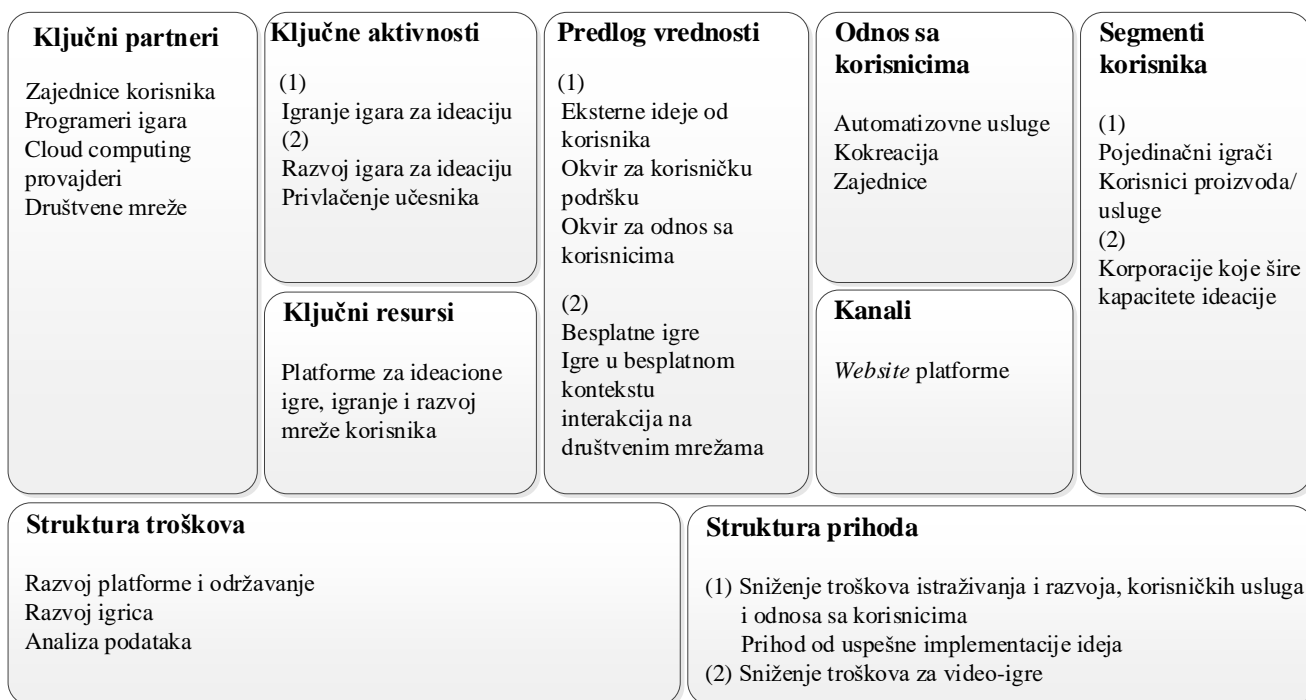 Ključni partneri
Zajednice korisnika
Programeri igara
Cloud computing
provajderi
Društvene mreže
Ključne aktivnosti
(1)
Igranje igara za ideaciju
(2)
Razvoj igara za ideaciju
Privlačenje učesnika
Ključni resursi
Platforme za ideacione
igre, igranje i razvoj
mreže korisnika
Predlog vrednosti
(1)
Eksterne ideje od
korisnika
Okvir za korisničku
podršku
Okvir za odnos sa
korisnicima
(2)
Besplatne igre
Igre u besplatnom
kontekstu
interakcija na
društvenim mrežama
Odnos sa
korisnicima
Automatizovne usluge
Kokreacija
Zajednice
Kanali
Website platforme
Segmenti
korisnika
(1)
Pojedinačni igrači
Korisnici proizvoda/
usluge
(2)
Korporacije koje šire
kapacitete ideacije
Struktura troškova
Razvoj platforme i održavanje
Razvoj igrica
Analiza podataka
Struktura prihoda
(1) Sniženje troškova istraživanja i razvoja, korisničkih usluga
i odnosa sa korisnicima
Prihod od uspešne implementacije ideja
(2) Sniženje troškova za video-igre